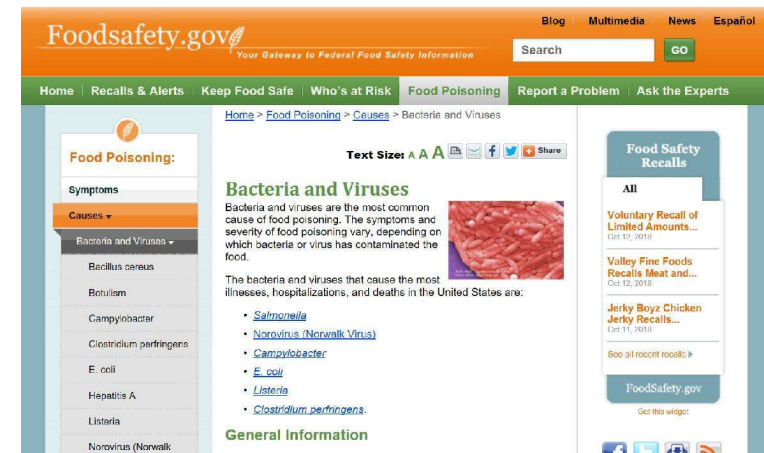 Blog Multimedia News Español
Foodsafety.gov
Your Gateway to Federal Food Safety Information
Search GO
Home Recalls & Alerts Keep Food Safe Who's at Risk Food Poisoning Report a Problem Ask the Experts
Home > Food Poisoning > Causes > Bacteria and Viruses
Text Size: A A A Share
Food Poisoning:
Symptoms
Causes
Bacteria and Viruses
Bacillus cereus
Botulism
Campylobacter
Clostridium perfringens
E. coli
Hepatitis A
Listeria
Norovirus (Norwalk
Bacteria and Viruses
Bacteria and viruses are the most common
cause of food poisoning. The symptoms and
severity of food poisoning vary, depending on
which bacteria or virus has contaminated the
food.
The bacteria and viruses that cause the most
illnesses, hospitalizations, and deaths in the United States are:
• Salmonella
• Norovirus (Norwalk Virus)
• Campylobacter
• E. coli
• Listeria
• Clostridium perfringens.
General Information
Food Safety
Recalls
All
Voluntary Recall of
Limited Amounts...
Oct 12, 2018
Valley Fine Foods
Recalls Meat and...
Oct 12, 2018
Jerky Boyz Chicken
Jerky Recalls...
Oct 11, 2018
See all recent recalls
FoodSafety.gov
Get this widget